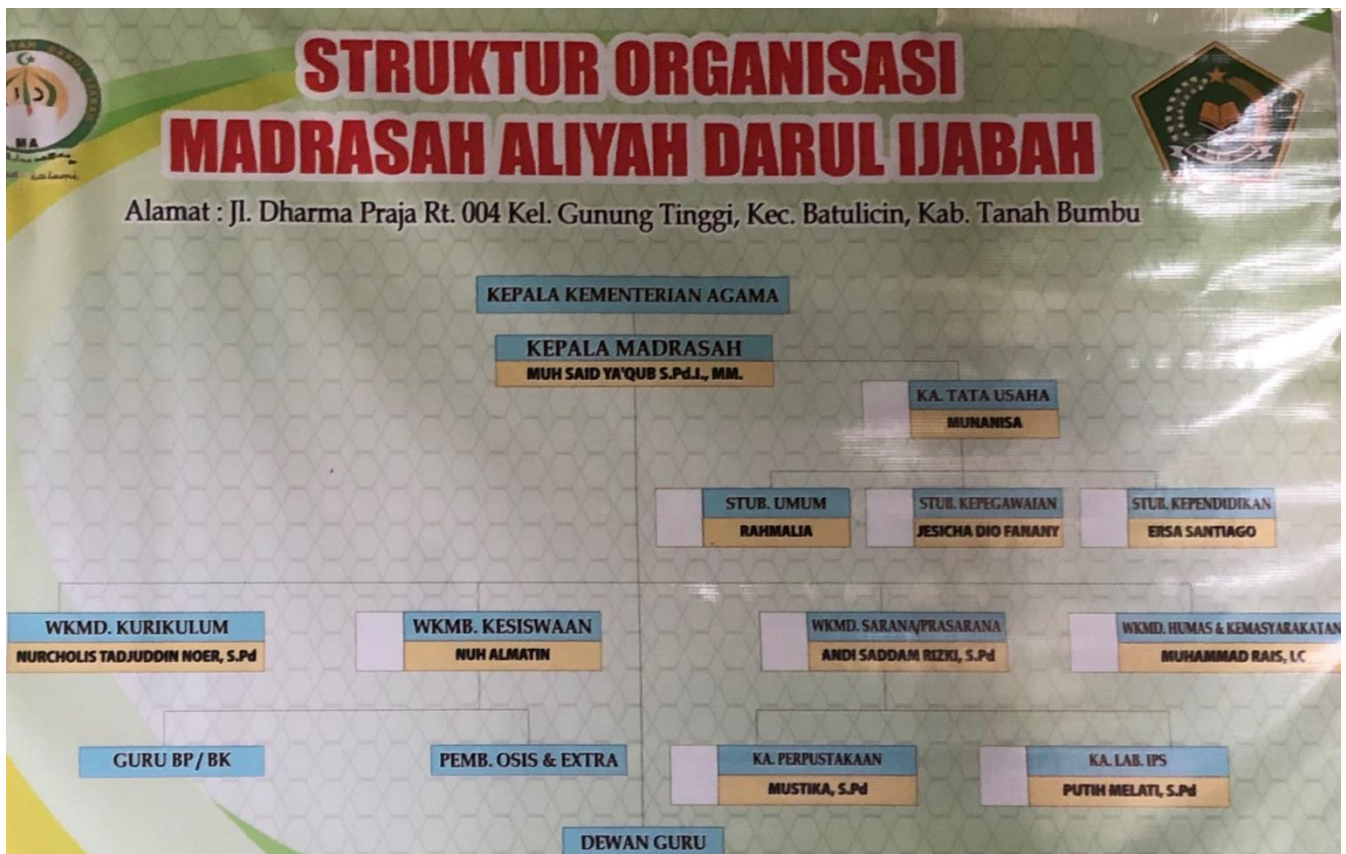 STRUKTUR ORGANISASI
MADRASAH ALIYAH DARUL IJABAH
MA
Alamat : Jl. Dharma Praja Rt. 004 Kel. Gunung Tinggi, Kec. Batulicin, Kab. Tanah Bumbu
KEPALA KEMENTERIAN AGAMA
KEPALA MADRASAH
MUH SAID YA'QUB S.Pd.I., MM.
KA. TATA USAHA
MUNANISA
STUB. UMUM
RAHMALIA
STUB. KEPEGAWAIAN
JESICHA DIO FANANY
STUB. KEPENDIDIKAN
ERSA SANTIAGO
WKMD. KURIKULUM
NURCHOLIS TADJUDDIN NOER, S.Pd
WKMB. KESISWAAN
NUH ALMATIN
WKMD. SARANA/PRASARANA
ANDI SADDAM RIZKI, S.Pd
WKMD. HUMAS & KEMASYARAKATAN
MUHAMMAD RAIS, LC
GURU BP / BK
PEMB. OSIS & EXTRA
KA. PERPUSTAKAAN
MUSTIKA, S.Pd
KA. LAB. IPS
PUTIH MELATI, S.Pd
DEWAN GURU